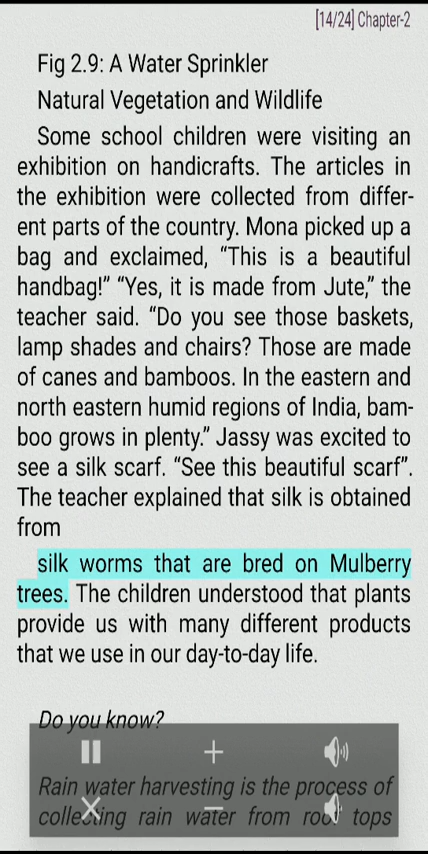 [14/24] Chapter-2
Fig 2.9: A Water Sprinkler
Natural Vegetation and Wildlife
Some school children were visiting an
exhibition on handicrafts. The articles in
the exhibition were collected from differ-
ent parts of the country. Mona picked up a
bag and exclaimed, “This is a beautiful
handbag!” “Yes, it is made from Jute,” the
teacher said. “Do you see those baskets,
lamp shades and chairs? Those are made
of canes and bamboos. In the eastern and
north eastern humid regions of India, bam-
boo grows in plenty.” Jassy was excited to
see a silk scarf. “See this beautiful scarf”.
The teacher explained that silk is obtained
from
silk worms that are bred on Mulberry
trees. The children understood that plants
provide us with many different products
that we use in our day-to-day life.
Do you know?
Rain water harvesting is the process of
collecting rain water from roof tops